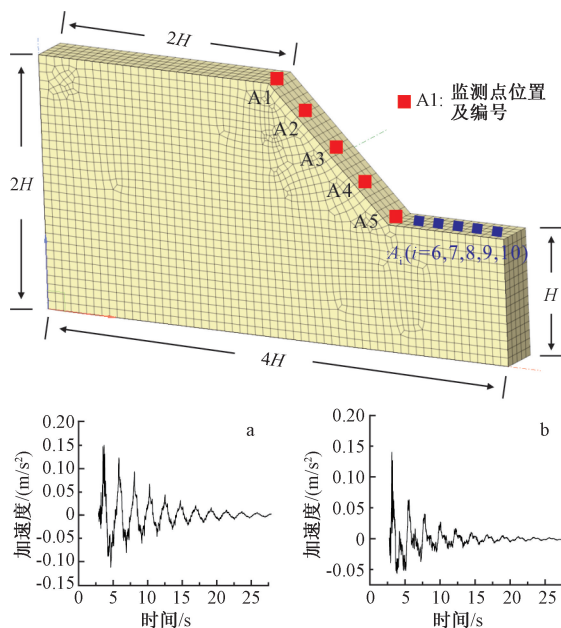 2H
A1
A1: 监测点位置
及编号
A2
2H
A3
A4
A5
Ai(i=6,7,8,9,10)
H
4H
a
0.20
0.15
0.10
0.05
0
-0.05
-0.10
-0.15
加速度/(m/s²)
0 5 10 15 20 25
时间/s
b
0.20
0.15
0.10
0.05
0
-0.05
加速度/(m/s²)
0 5 10 15 20 25
时间/s